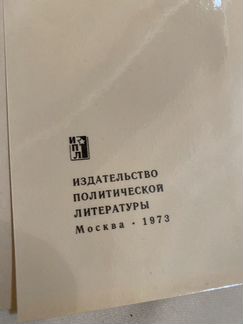 ИПЛ
ИЗДАТЕЛЬСТВО
ПОЛИТИЧЕСКОЙ
ЛИТЕРАТУРЫ
Москва · 1973